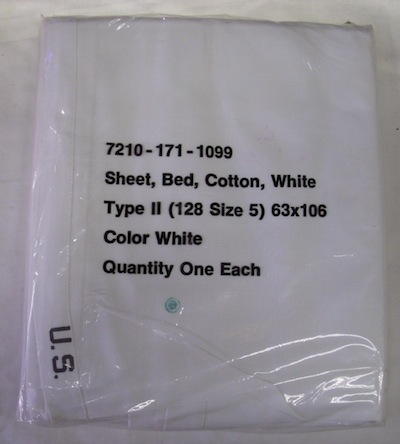 7210-171-1099
Sheet, Bed, Cotton, White
Type II (128 Size 5) 63x106
Color White
Quantity One Each
U.S.